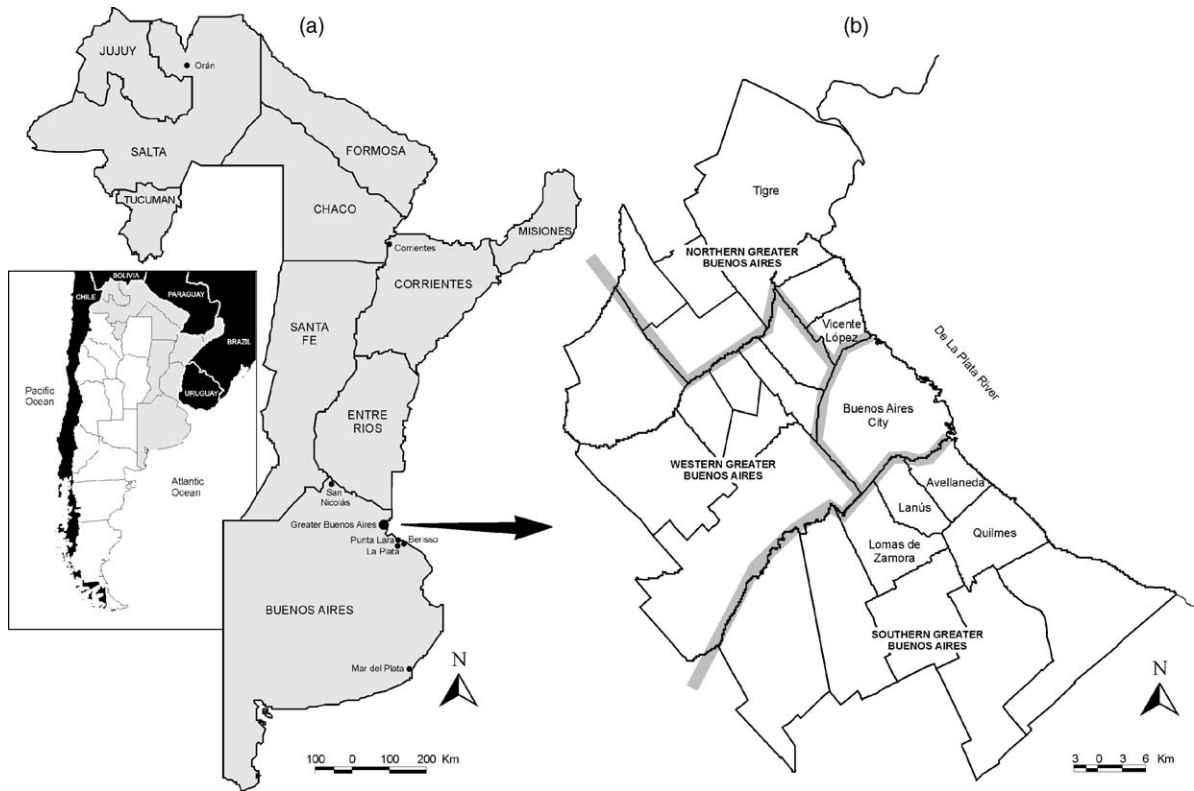 (a)
JUJUY
Orán
SALTA
FORMOSA
TUCUMAN
CHACO
MISIONES
Corrientes
CORRIENTES
SANTA
FE
ENTRE
RIOS
San
Nicolás
Greater Buenos Aires
Punta Lara
Berisso
La Plata
BUENOS AIRES
Mar del Plata
N
100 0 100 200 Km
BOLIVIA
CHILE
PARAGUAY
BRAZIL
URUGUAY
Pacific
Ocean
Atlantic
Ocean
(b)
Tigre
NORTHERN GREATER
BUENOS AIRES
Vicente
López
De La Plata River
Buenos Aires
City
WESTERN GREATER
BUENOS AIRES
Avellaneda
Lanús
Quilmes
Lomas de
Zamora
SOUTHERN GREATER
BUENOS AIRES
N
3 0 3 6 Km